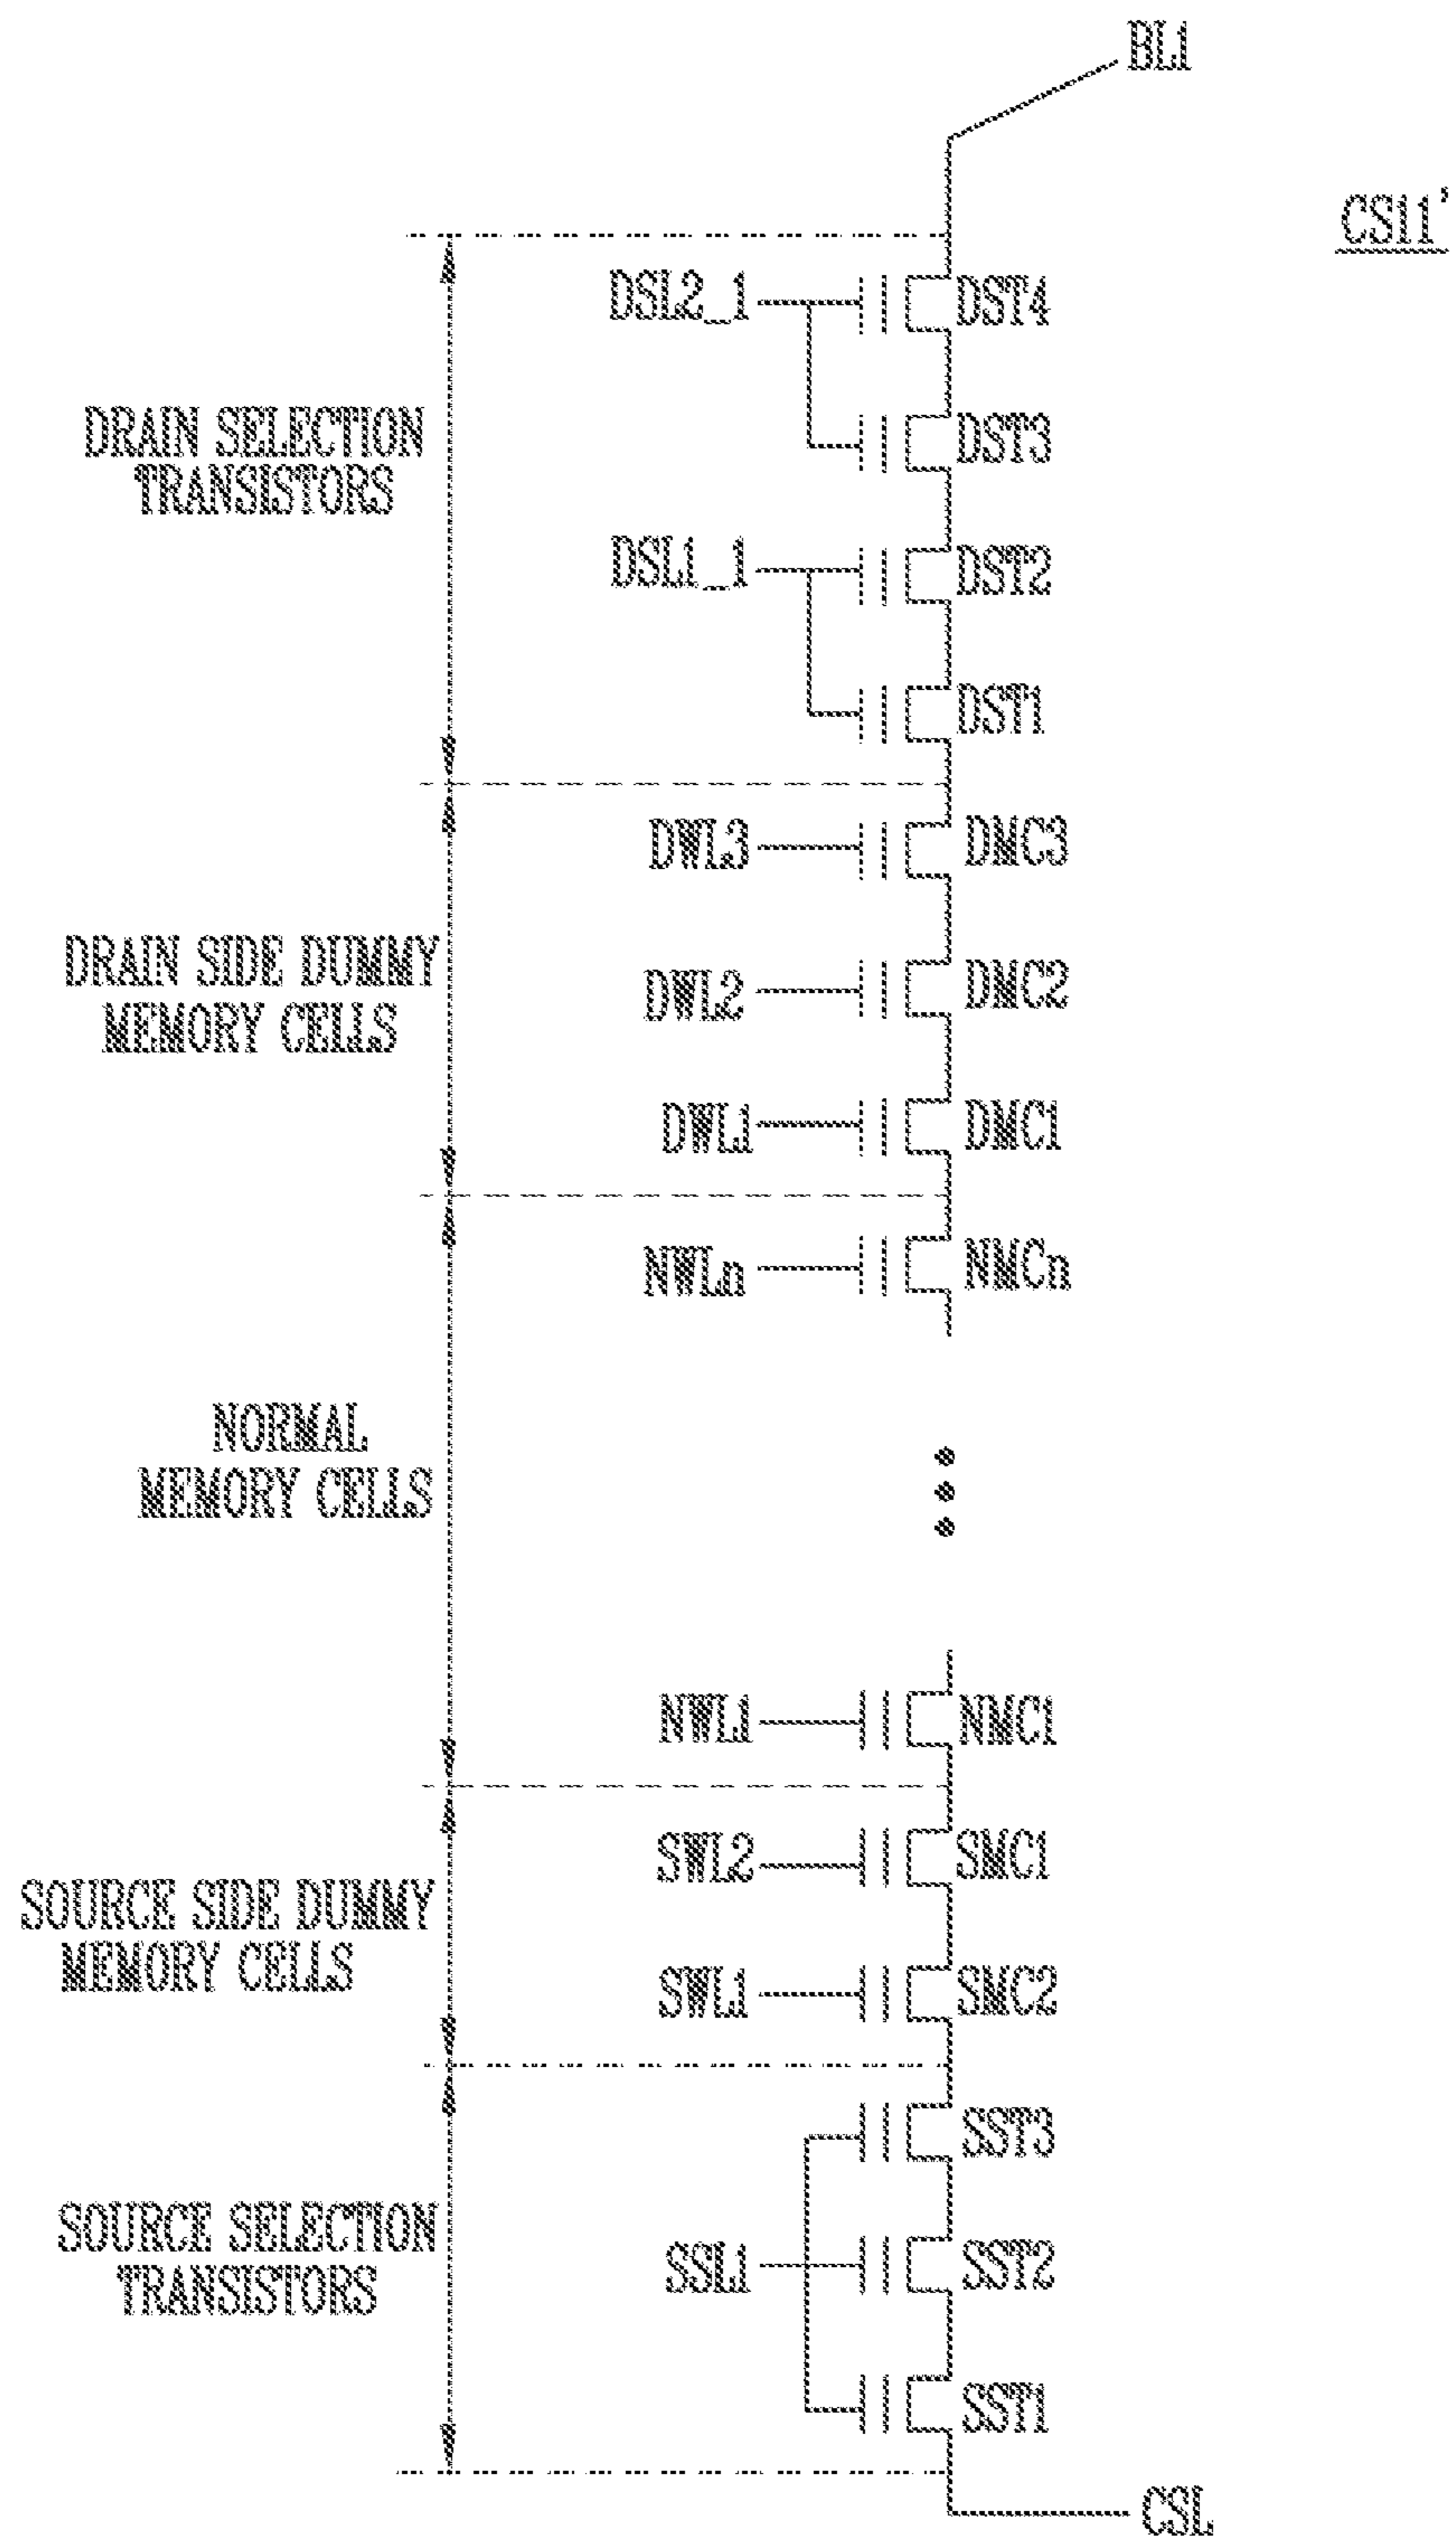 BL1
CS11'
DSL2_1
DST4
DRAIN SELECTION
TRANSISTORS
DST3
DSL1_1
DST2
DST1
DWL3
DMC3
DRAIN SIDE DUMMY
MEMORY CELLS
DWL2
DMC2
DWL1
DMC1
NWLn
NMCn
NORMAL
MEMORY CELLS
NWL1
NMC1
SWL2
SMC1
SOURCE SIDE DUMMY
MEMORY CELLS
SWL1
SMC2
SST3
SOURCE SELECTION
TRANSISTORS
SSL1
SST2
SST1
CSL